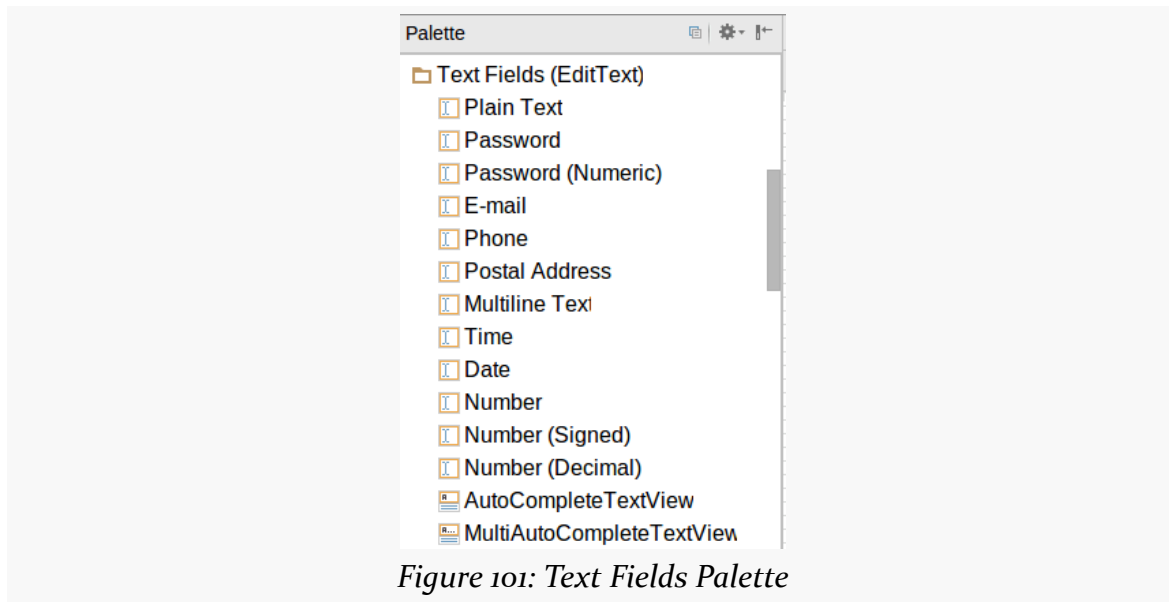 Palette
Text Fields (EditText)
Plain Text
Password
Password (Numeric)
E-mail
Phone
Postal Address
Multiline Text
Time
Date
Number
Number (Signed)
Number (Decimal)
AutoCompleteTextView
MultiAutoCompleteTextView
Figure 101: Text Fields Palette